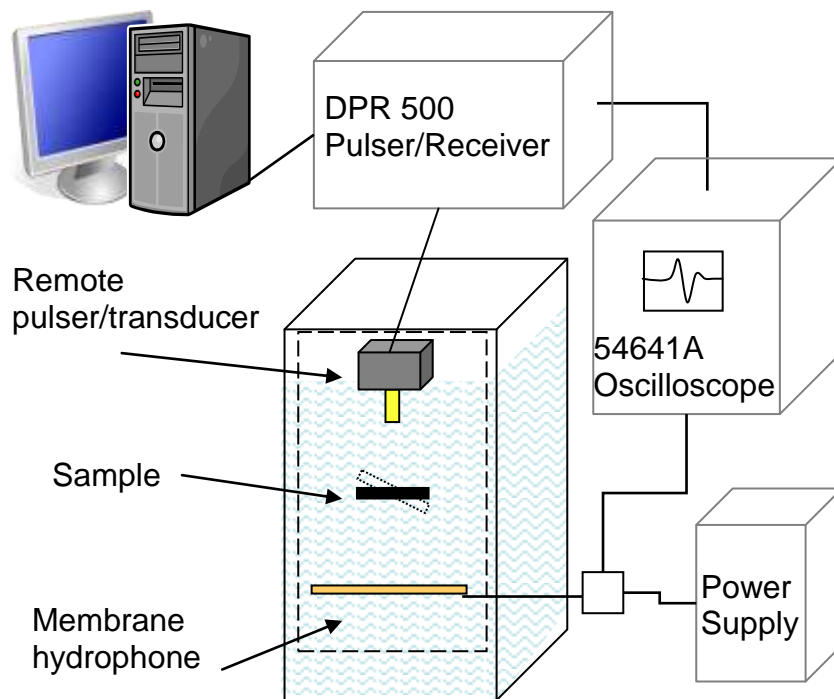 DPR 500
Pulser/Receiver
Remote
pulser/transducer
54641A
Oscilloscope
Sample
Power
Supply
Membrane
hydrophone